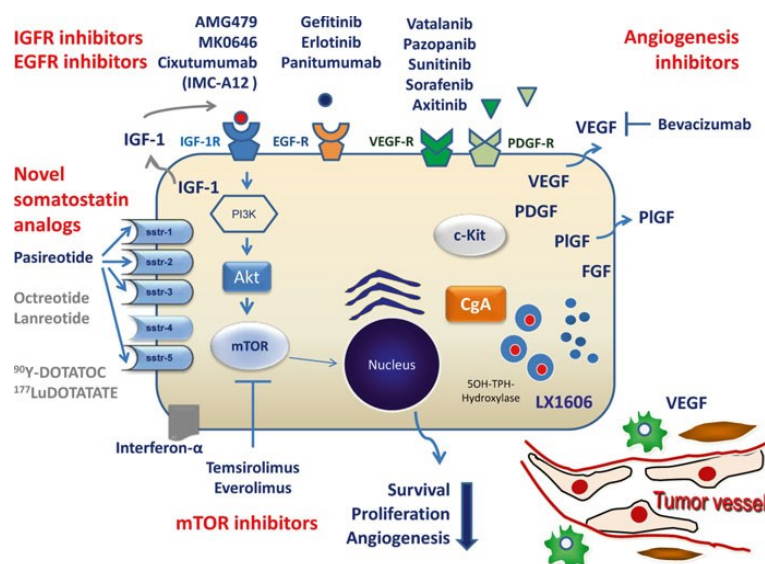 IGFR inhibitors
EGFR inhibitors
AMG479
MK0646
Cixutumumab
(IMC-A12 )
Gefitinib
Erlotinib
Panitumumab
Vatalanib
Pazopanib
Sunitinib
Sorafenib
Axitinib
Angiogenesis
inhibitors
IGF-1
IGF-1R
EGF-R
VEGF-R
PDGF-R
VEGF
Bevacizumab
IGF-1
VEGF
PDGF
PlGF
PlGF
FGF
Novel
somatostatin
analogs
Pasireotide
Octreotide
Lanreotide
⁹⁰Y-DOTATOC
¹⁷⁷LuDOTATATE
sstr-1
sstr-2
sstr-3
sstr-4
sstr-5
PI3K
Akt
mTOR
c-Kit
CgA
Nucleus
5OH-TPH-
Hydroxylase
LX1606
Interferon-α
Temsirolimus
Everolimus
mTOR inhibitors
Survival
Proliferation
Angiogenesis
VEGF
Tumor vessel